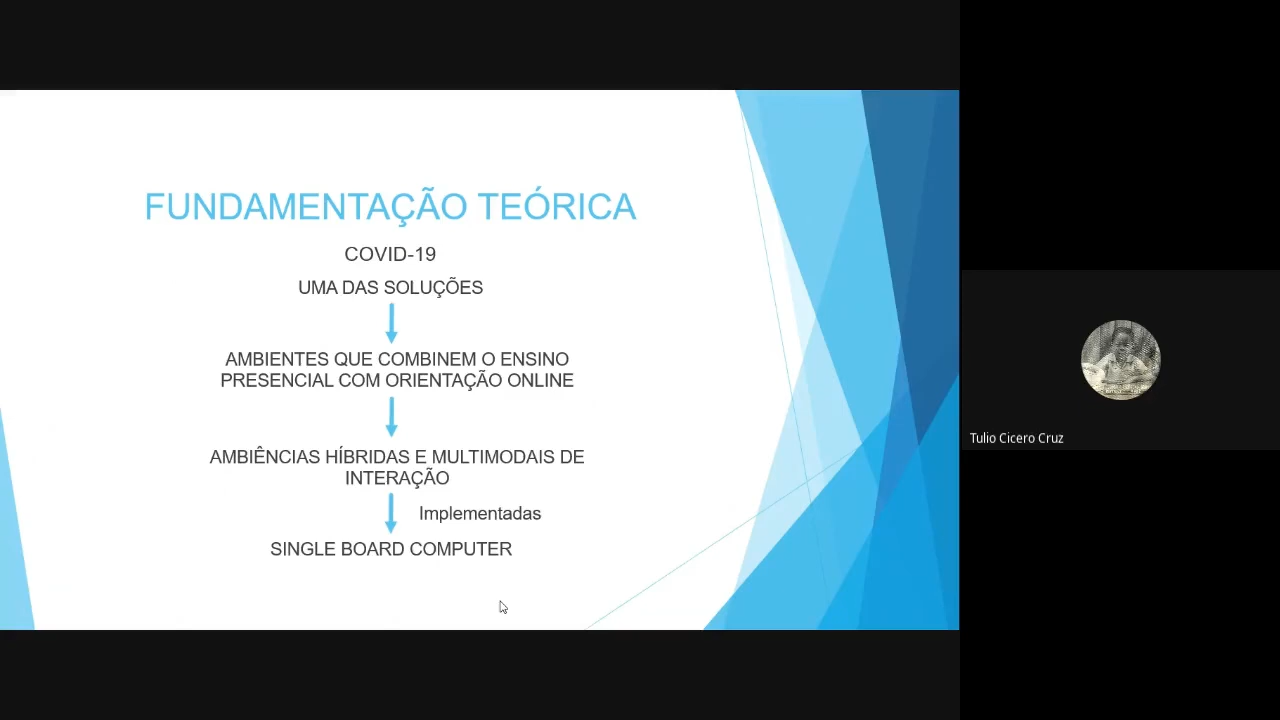 FUNDAMENTAÇÃO TEÓRICA
COVID-19
UMA DAS SOLUÇÕES
AMBIENTES QUE COMBINEM O ENSINO
PRESENCIAL COM ORIENTAÇÃO ONLINE
AMBIÊNCIAS HÍBRIDAS E MULTIMODAIS DE
INTERAÇÃO
Implementadas
SINGLE BOARD COMPUTER
Tulio Cicero Cruz